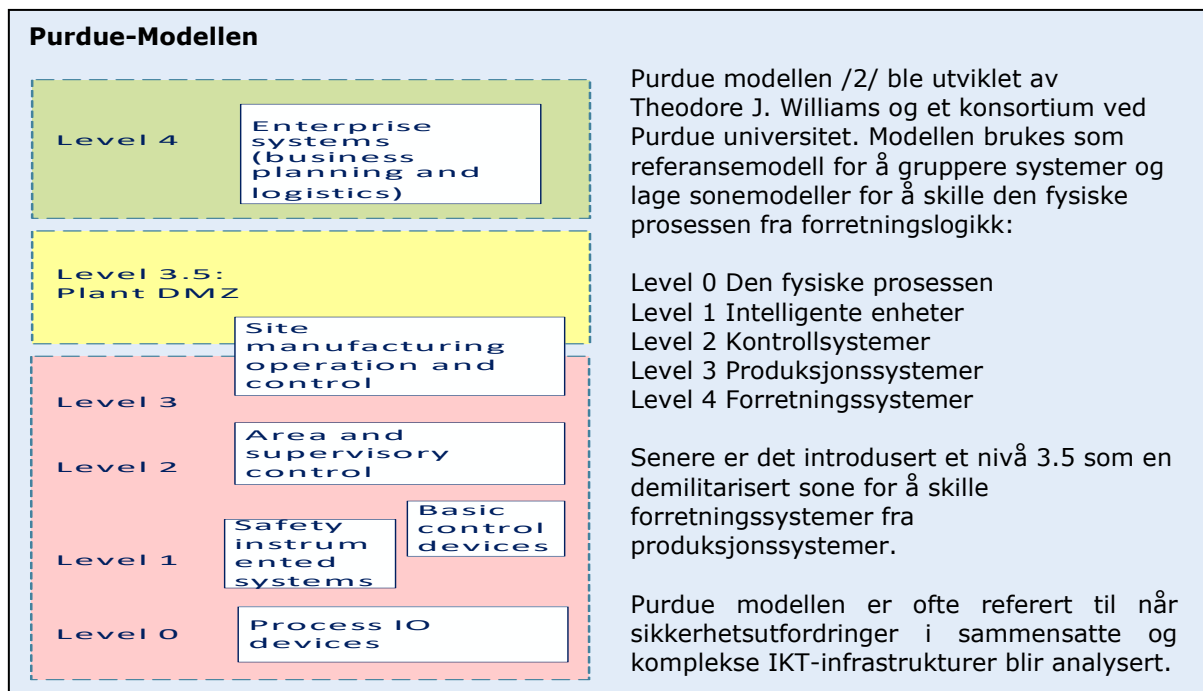 Purdue-Modellen
Level 4
Enterprise
systems
(business
planning and
logistics)
Level 3.5:
Plant DMZ
Site
manufacturing
operation and
control
Level 3
Area and
supervisory
control
Level 2
Basic
control
devices
Safety
instrum
ented
systems
Level 1
Process IO
devices
Level 0
Purdue modellen /2/ ble utviklet av
Theodore J. Williams og et konsortium ved
Purdue universitet. Modellen brukes som
referansemodell for å gruppere systemer og
lage sonemodeller for å skille den fysiske
prosessen fra forretningslogikk:
Level 0 Den fysiske prosessen
Level 1 Intelligente enheter
Level 2 Kontrollsystemer
Level 3 Produksjonssystemer
Level 4 Forretningssystemer
Senere er det introdusert et nivå 3.5 som en
demilitarisert sone for å skille
forretningssystemer fra
produksjonssystemer.
Purdue modellen er ofte referert til når
sikkerhetsutfordringer i sammensatte og
komplekse IKT-infrastrukturer blir analysert.